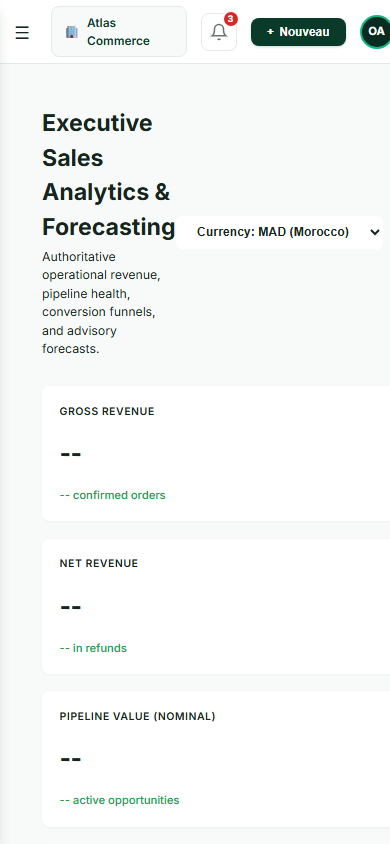 ☰
Atlas
Commerce
3
+ Nouveau
OA
Executive
Sales
Analytics &
Forecasting
Currency: MAD (Morocco)
Authoritative
operational revenue,
pipeline health,
conversion funnels,
and advisory
forecasts.
GROSS REVENUE
--
-- confirmed orders
NET REVENUE
--
-- in refunds
PIPELINE VALUE (NOMINAL)
--
-- active opportunities